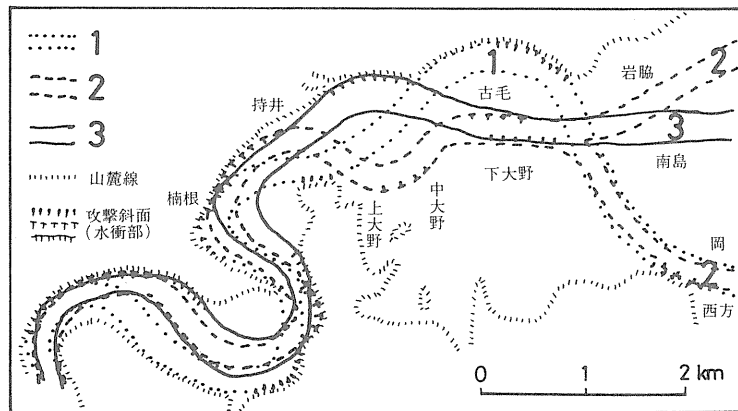 1
2
3
山麓線
攻撃斜面
(水衝部)
1
2
岩脇
古毛
持井
3
南島
楠根
下大野
中大野
上大野
岡
2
西方
0 1 2 km